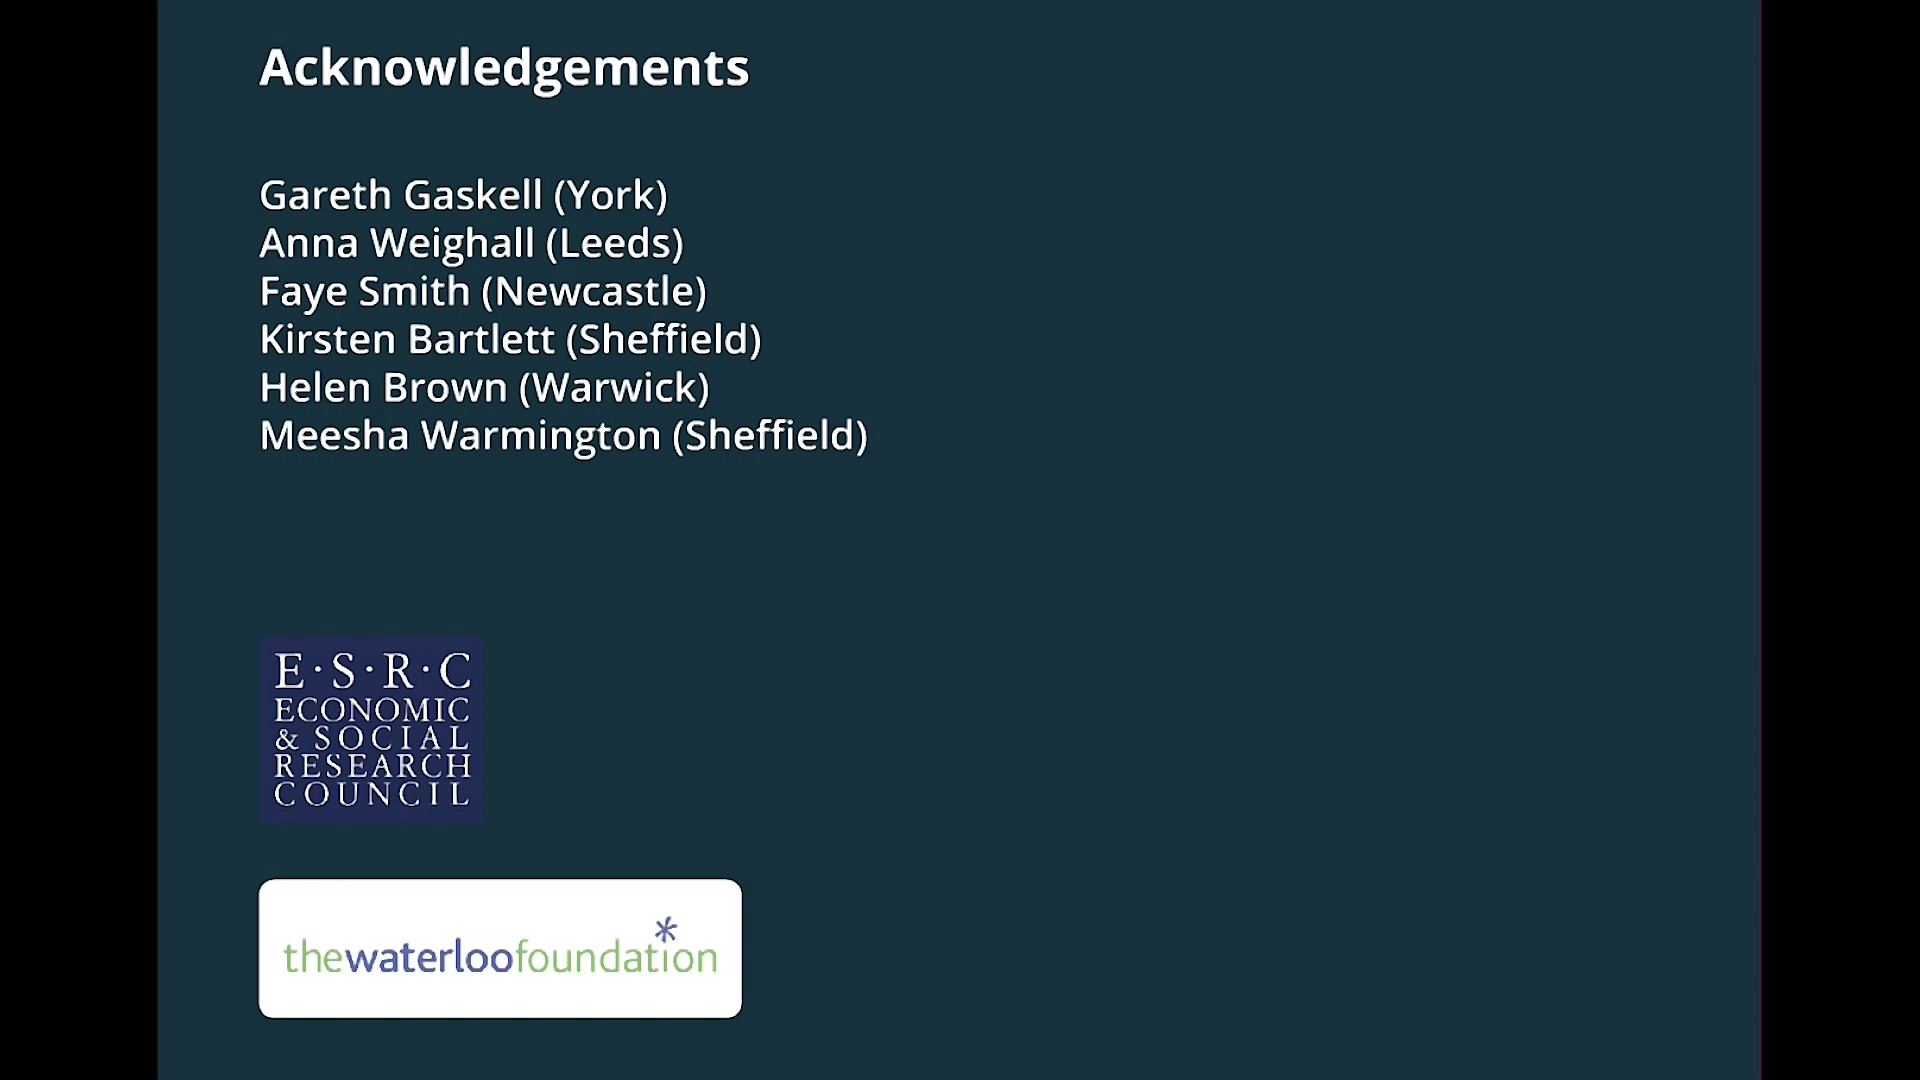 Acknowledgements
Gareth Gaskell (York)
Anna Weighall (Leeds)
Faye Smith (Newcastle)
Kirsten Bartlett (Sheffield)
Helen Brown (Warwick)
Meesha Warmington (Sheffield)
E·S·R·C
ECONOMIC
& SOCIAL
RESEARCH
COUNCIL
thewaterloofoundation